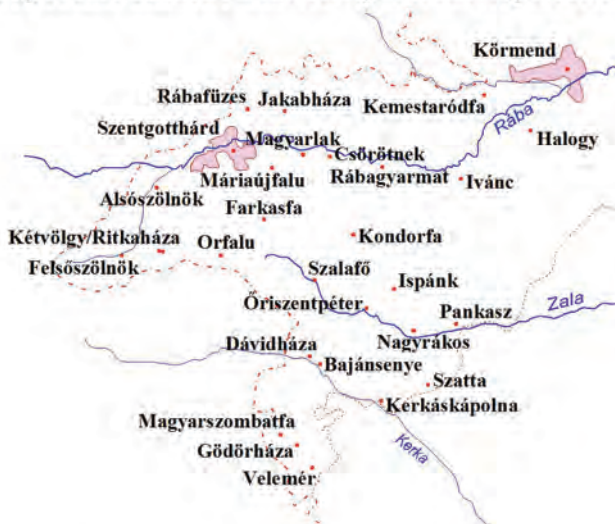 Körmend
Rábafüzes
Jakabháza
Kemestaródfa
Rába
Szentgotthárd
Magyarlak
Csörötnek
Halogy
Máriaújfalu
Rábagyarmat
Ivánc
Alsószölnök
Farkasfa
Kétvölgy/Ritkaháza
Orfalu
Kondorfa
Felsőszölnök
Szalafő
Ispánk
Őriszentpéter
Pankasz
Zala
Nagyrákos
Dávidháza
Bajánsenye
Szatta
Kerkáskápolna
Magyarszombatfa
Gödörháza
Kerka
Velemér